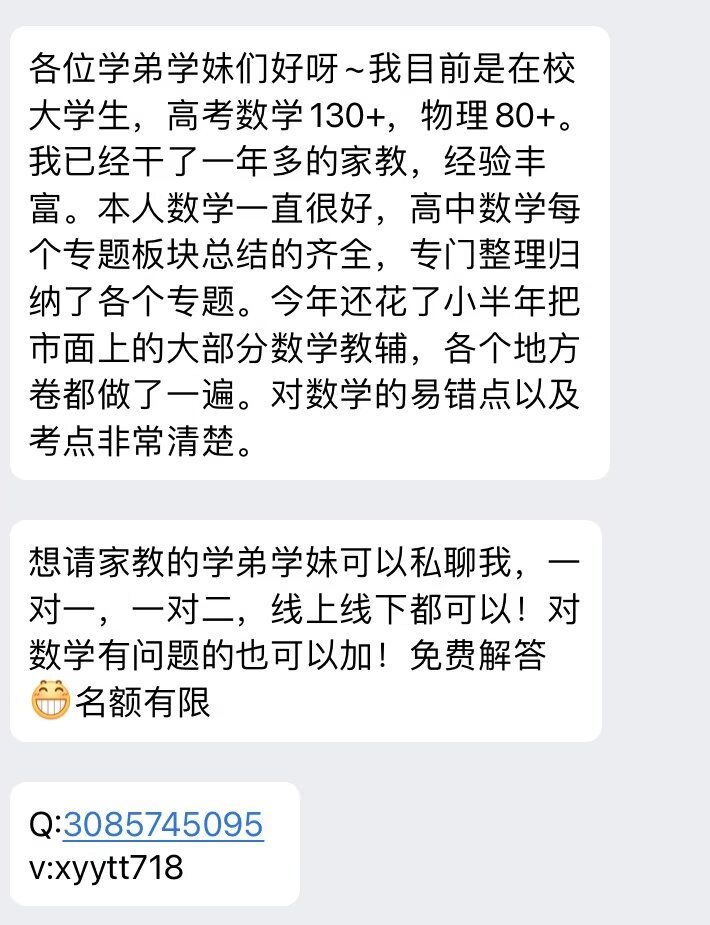 各位学弟学妹们好呀~我目前是在校
大学生，高考数学130+，物理80+。
我已经干了一年多的家教，经验丰
富。本人数学一直很好，高中数学每
个专题板块总结的齐全，专门整理归
纳了各个专题。今年还花了小半年把
市面上的大部分数学教辅，各个地方
卷都做了一遍。对数学的易错点以及
考点非常清楚。
想请家教的学弟学妹可以私聊我，一
对一，一对二，线上线下都可以！对
数学有问题的也可以加！免费解答
😁名额有限
Q:3085745095
v:xyytt718